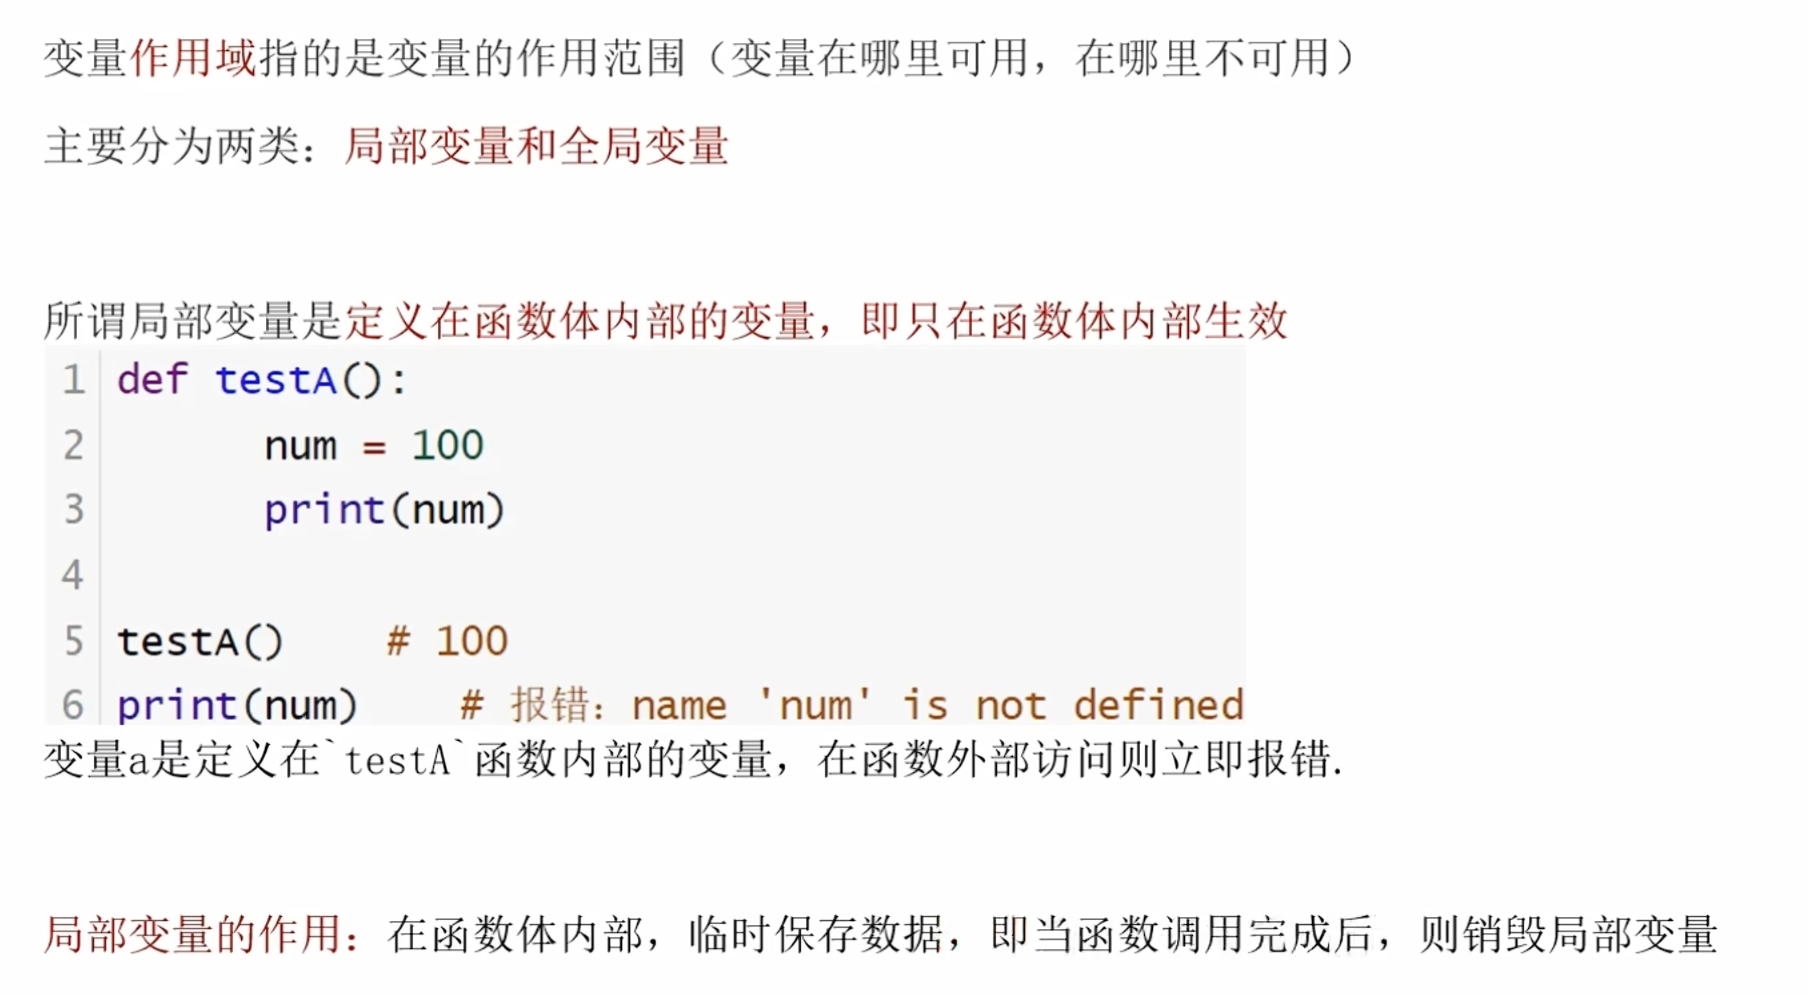 变量作用域指的是变量的作用范围（变量在哪里可用，在哪里不可用）
主要分为两类：局部变量和全局变量
所谓局部变量是定义在函数体内部的变量，即只在函数体内部生效
1 def testA():
2 num = 100
3 print(num)
4
5 testA() # 100
6 print(num) # 报错：name 'num' is not defined
变量a是定义在`testA`函数内部的变量，在函数外部访问则立即报错.
局部变量的作用：在函数体内部，临时保存数据，即当函数调用完成后，则销毁局部变量